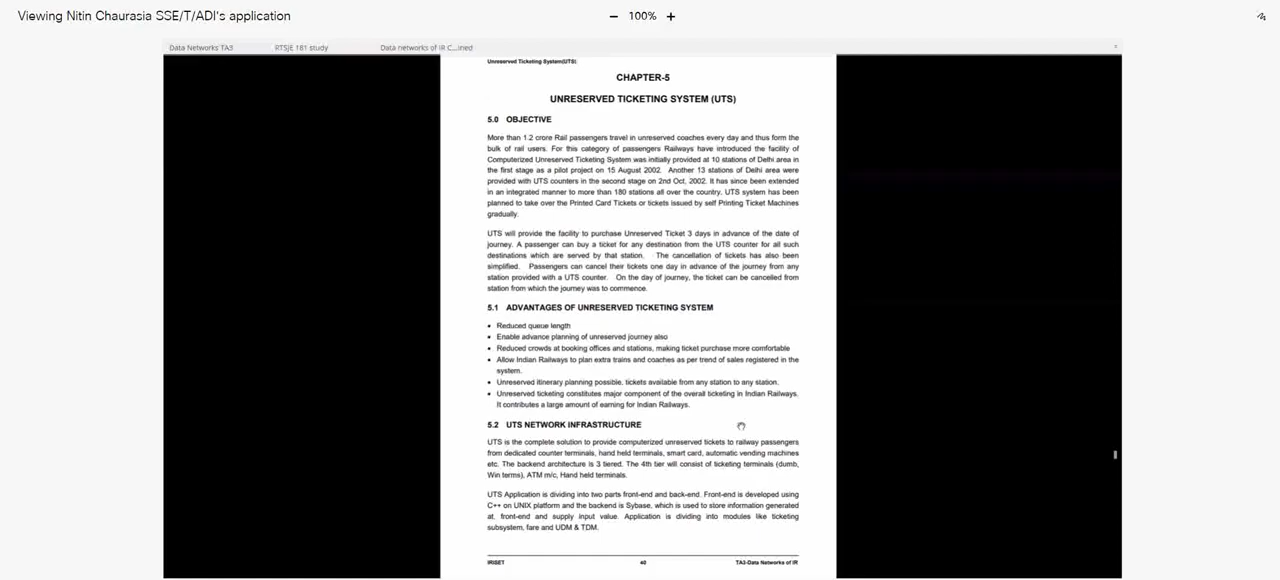 Viewing Nitin Chaurasia SSE/T/ADI's application
100%
Data Networks TA3
RTSJE 181 study
Data networks of IR C...ined
Unreserved Ticketing System(UTS)
CHAPTER-5
UNRESERVED TICKETING SYSTEM (UTS)
5.0 OBJECTIVE
More than 1.2 crore Rail passengers travel in unreserved coaches every day and thus form the
bulk of rail users. For this category of passengers Railways have introduced the facility of
Computerized Unreserved Ticketing System was initially provided at 10 stations of Delhi area in
the first stage as a pilot project on 15 August 2002. Another 13 stations of Delhi area were
provided with UTS counters in the second stage on 2nd Oct, 2002. It has since been extended
in an integrated manner to more than 180 stations all over the country. UTS system has been
planned to take over the Printed Card Tickets or tickets issued by self Printing Ticket Machines
gradually.
UTS will provide the facility to purchase Unreserved Ticket 3 days in advance of the date of
journey. A passenger can buy a ticket for any destination from the UTS counter for all such
destinations which are served by that station. The cancellation of tickets has also been
simplified. Passengers can cancel their tickets one day in advance of the journey from any
station provided with a UTS counter. On the day of journey, the ticket can be cancelled from
station from which the journey was to commence.
5.1 ADVANTAGES OF UNRESERVED TICKETING SYSTEM
• Reduced queue length
• Enable advance planning of unreserved journey also
• Reduced crowds at booking offices and stations, making ticket purchase more comfortable
• Allow Indian Railways to plan extra trains and coaches as per trend of sales registered in the
system.
• Unreserved itinerary planning possible, tickets available from any station to any station.
• Unreserved ticketing constitutes major component of the overall ticketing in Indian Railways.
It contributes a large amount of earning for Indian Railways.
5.2 UTS NETWORK INFRASTRUCTURE
UTS is the complete solution to provide computerized unreserved tickets to railway passengers
from dedicated counter terminals, hand held terminals, smart card, automatic vending machines
etc. The backend architecture is 3 tiered. The 4th tier will consist of ticketing terminals (dumb,
Win terms), ATM m/c, Hand held terminals.
UTS Application is dividing into two parts front-end and back-end. Front-end is developed using
C++ on UNIX platform and the backend is Sybase, which is used to store information generated
at, front-end and supply input value. Application is dividing into modules like ticketing
subsystem, fare and UDM & TDM.
IRISET 40 TA3-Data Networks of IR